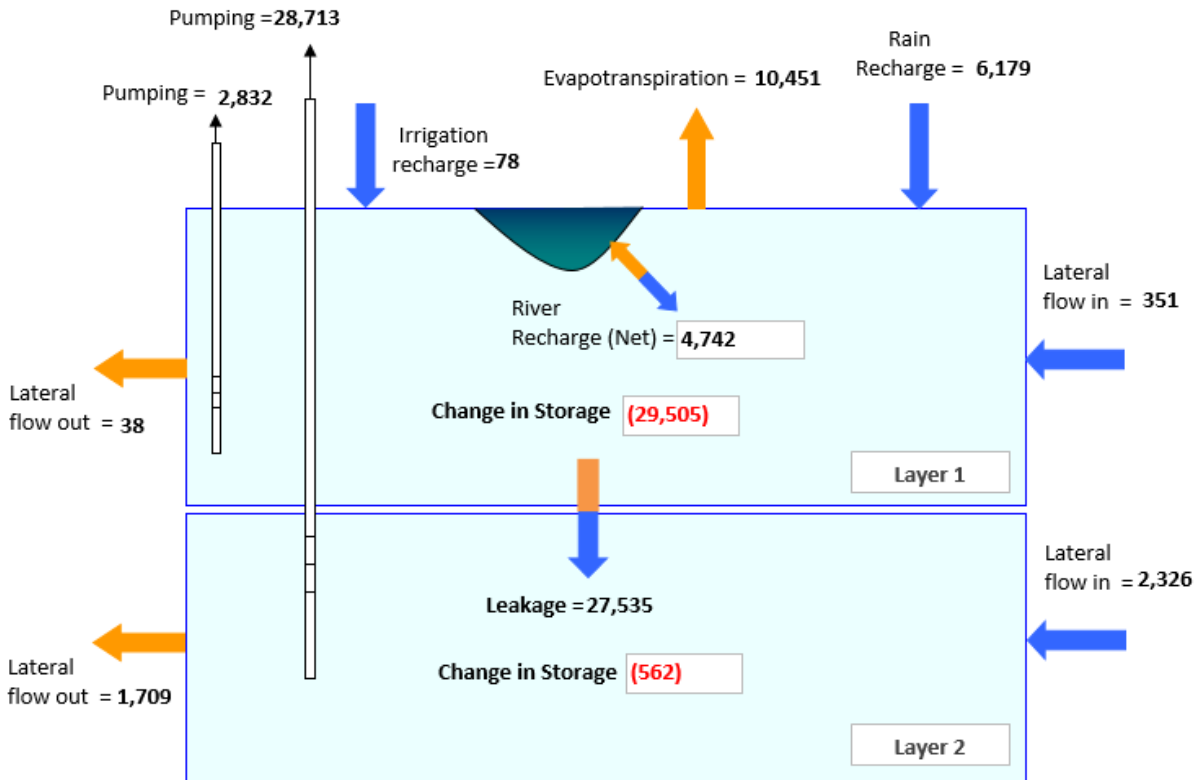 Pumping =28,713
Pumping = 2,832
Irrigation
recharge =78
Evapotranspiration = 10,451
Rain
Recharge = 6,179
River
Recharge (Net) = 4,742
Lateral
flow in = 351
Lateral
flow out = 38
Change in Storage (29,505)
Layer 1
Lateral
flow in = 2,326
Leakage =27,535
Lateral
flow out = 1,709
Change in Storage (562)
Layer 2